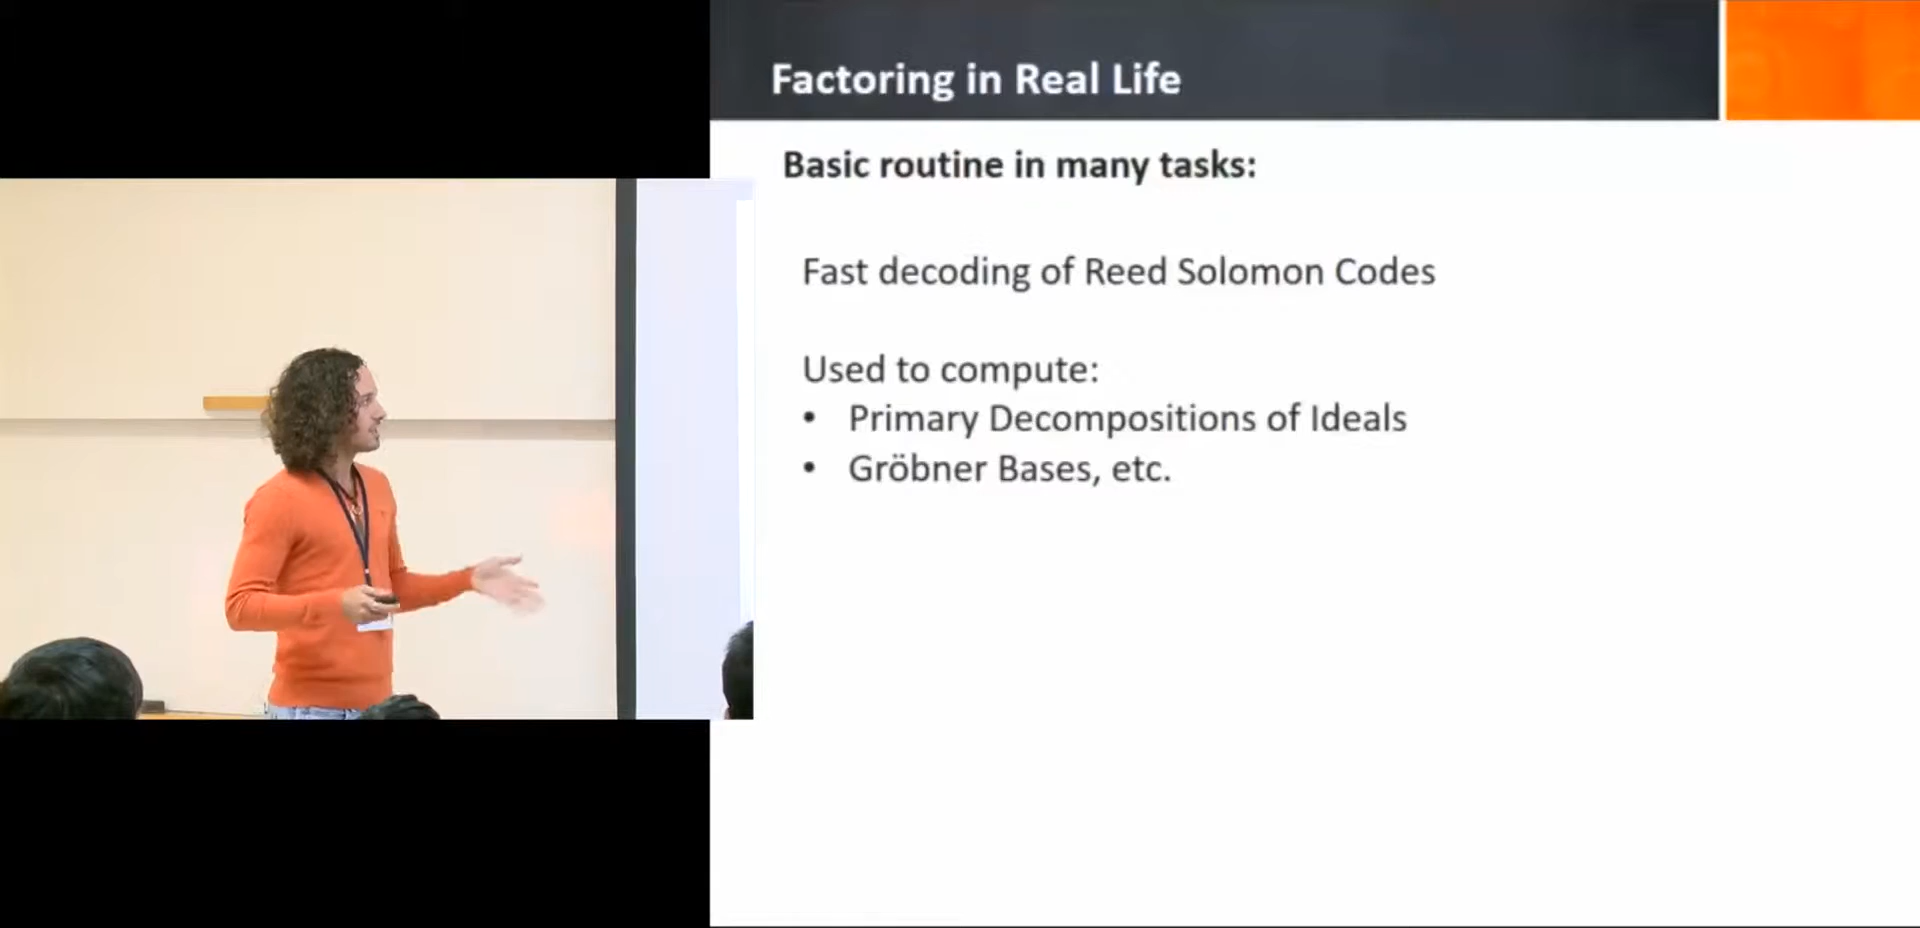 Factoring in Real Life
Basic routine in many tasks:
Fast decoding of Reed Solomon Codes
Used to compute:
• Primary Decompositions of Ideals
• Gröbner Bases, etc.